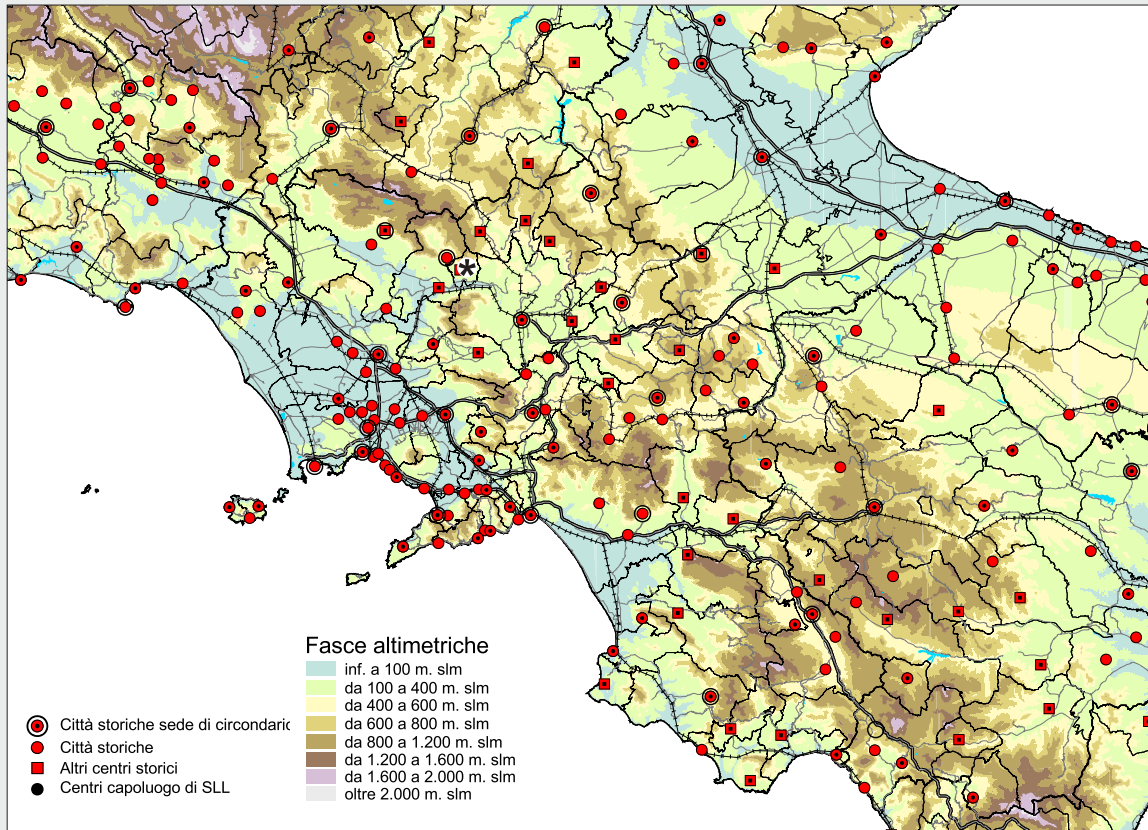 Fasce altimetriche
inf. a 100 m. slm
da 100 a 400 m. slm
da 400 a 600 m. slm
da 600 a 800 m. slm
da 800 a 1.200 m. slm
da 1.200 a 1.600 m. slm
da 1.600 a 2.000 m. slm
oltre 2.000 m. slm
Città storiche sede di circondaric
Città storiche
Altri centri storici
Centri capoluogo di SLL